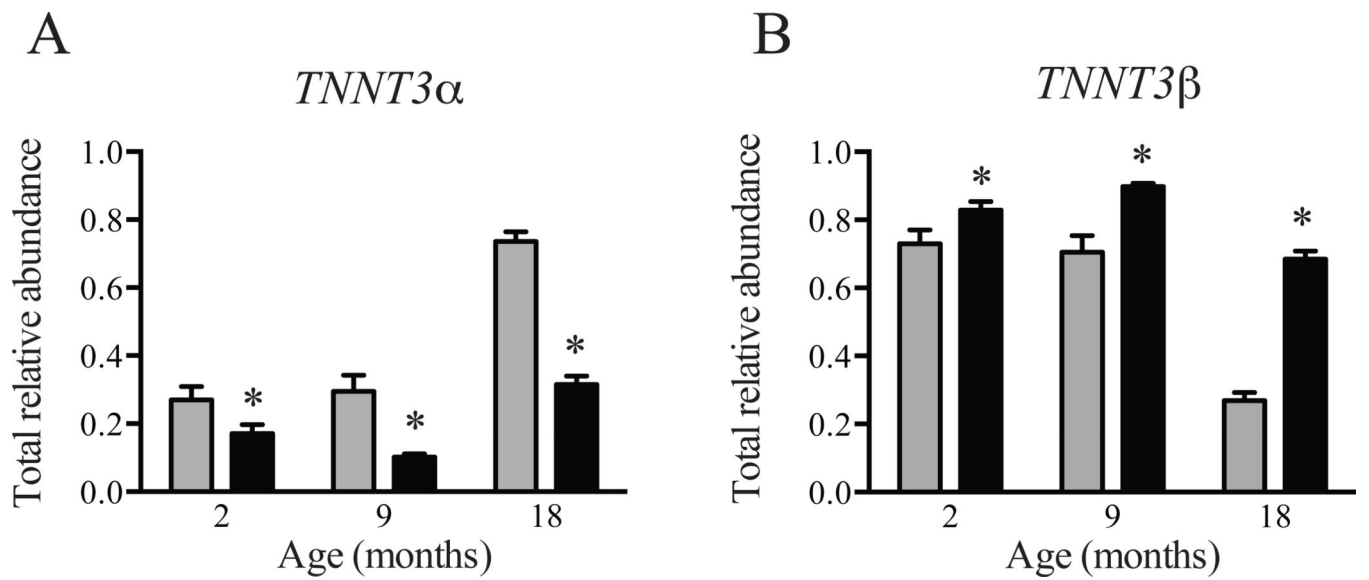 A
TNNT3α
Total relative abundance
1.0
0.8
0.6
0.4
0.2
0.0
*
*
*
2 9 18
Age (months)
B
TNNT3β
Total relative abundance
1.0
0.8
0.6
0.4
0.2
0.0
*
*
*
2 9 18
Age (months)